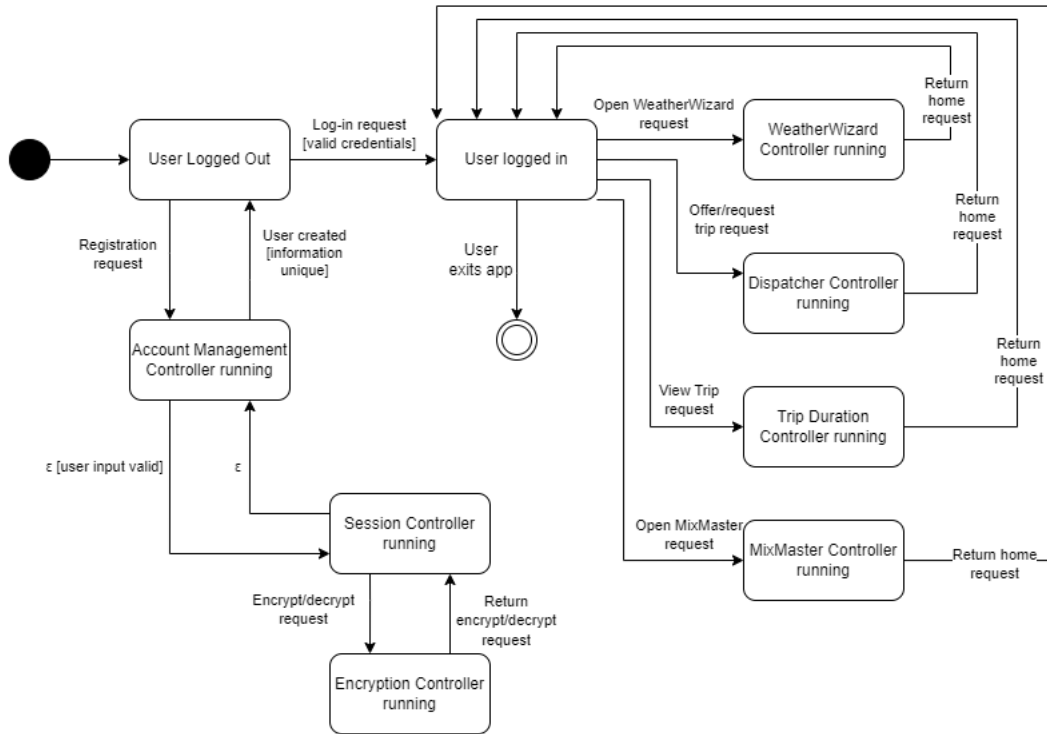 User Logged Out
Log-in request
[valid credentials]
User logged in
Open WeatherWizard
request
WeatherWizard
Controller running
Return
home
request
Registration
request
User created
[information
unique]
User
exits app
Offer/request
trip request
Dispatcher Controller
running
Return
home
request
Account Management
Controller running
View Trip
request
Trip Duration
Controller running
Return
home
request
ε [user input valid]
ε
Session Controller
running
Open MixMaster
request
MixMaster Controller
running
Return home
request
Encrypt/decrypt
request
Return
encrypt/decrypt
request
Encryption Controller
running